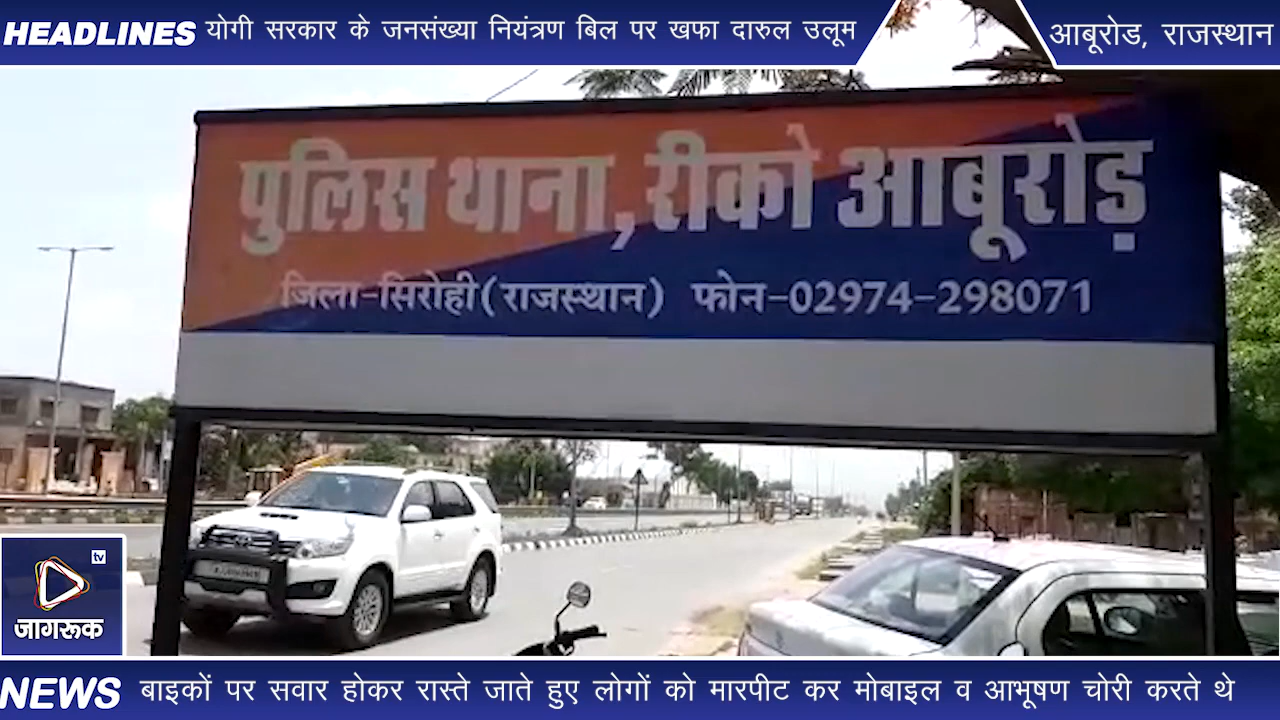 HEADLINES योगी सरकार के जनसंख्या नियंत्रण बिल पर खफा दारुल उलूम
आबूरोड, राजस्थान
पुलिस थाना, रीको आबूरोड़
जिला-सिरोही(राजस्थान) फोन-02974-298071
tv
जागरूक
NEWS बाइकों पर सवार होकर रास्ते जाते हुए लोगों को मारपीट कर मोबाइल व आभूषण चोरी करते थे